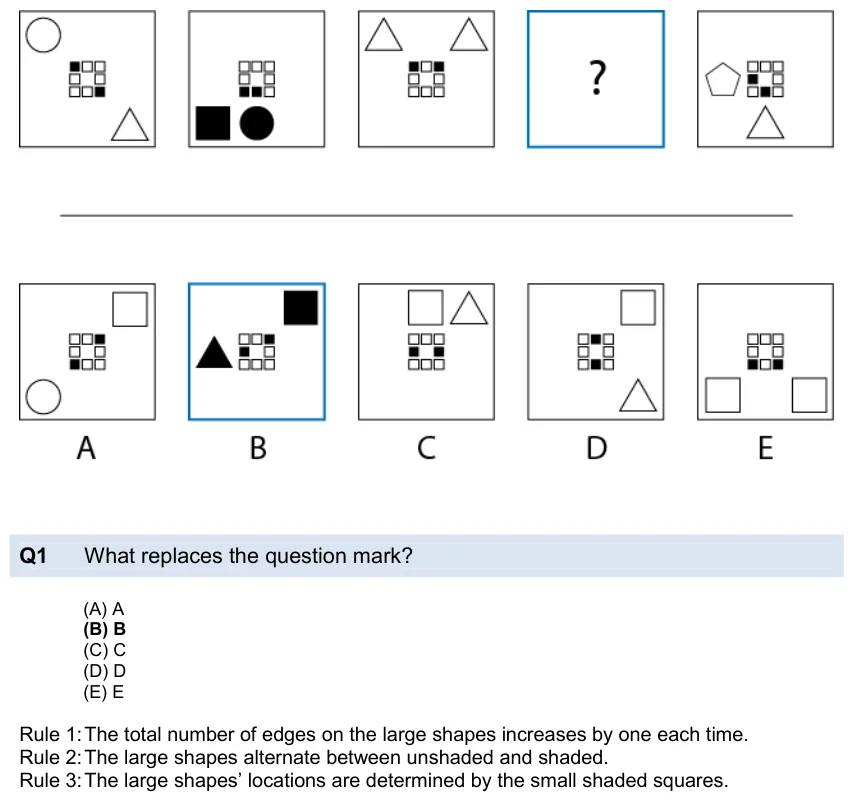 ?
A B C D E
Q1 What replaces the question mark?
(A) A
(B) B
(C) C
(D) D
(E) E
Rule 1: The total number of edges on the large shapes increases by one each time.
Rule 2: The large shapes alternate between unshaded and shaded.
Rule 3: The large shapes’ locations are determined by the small shaded squares.